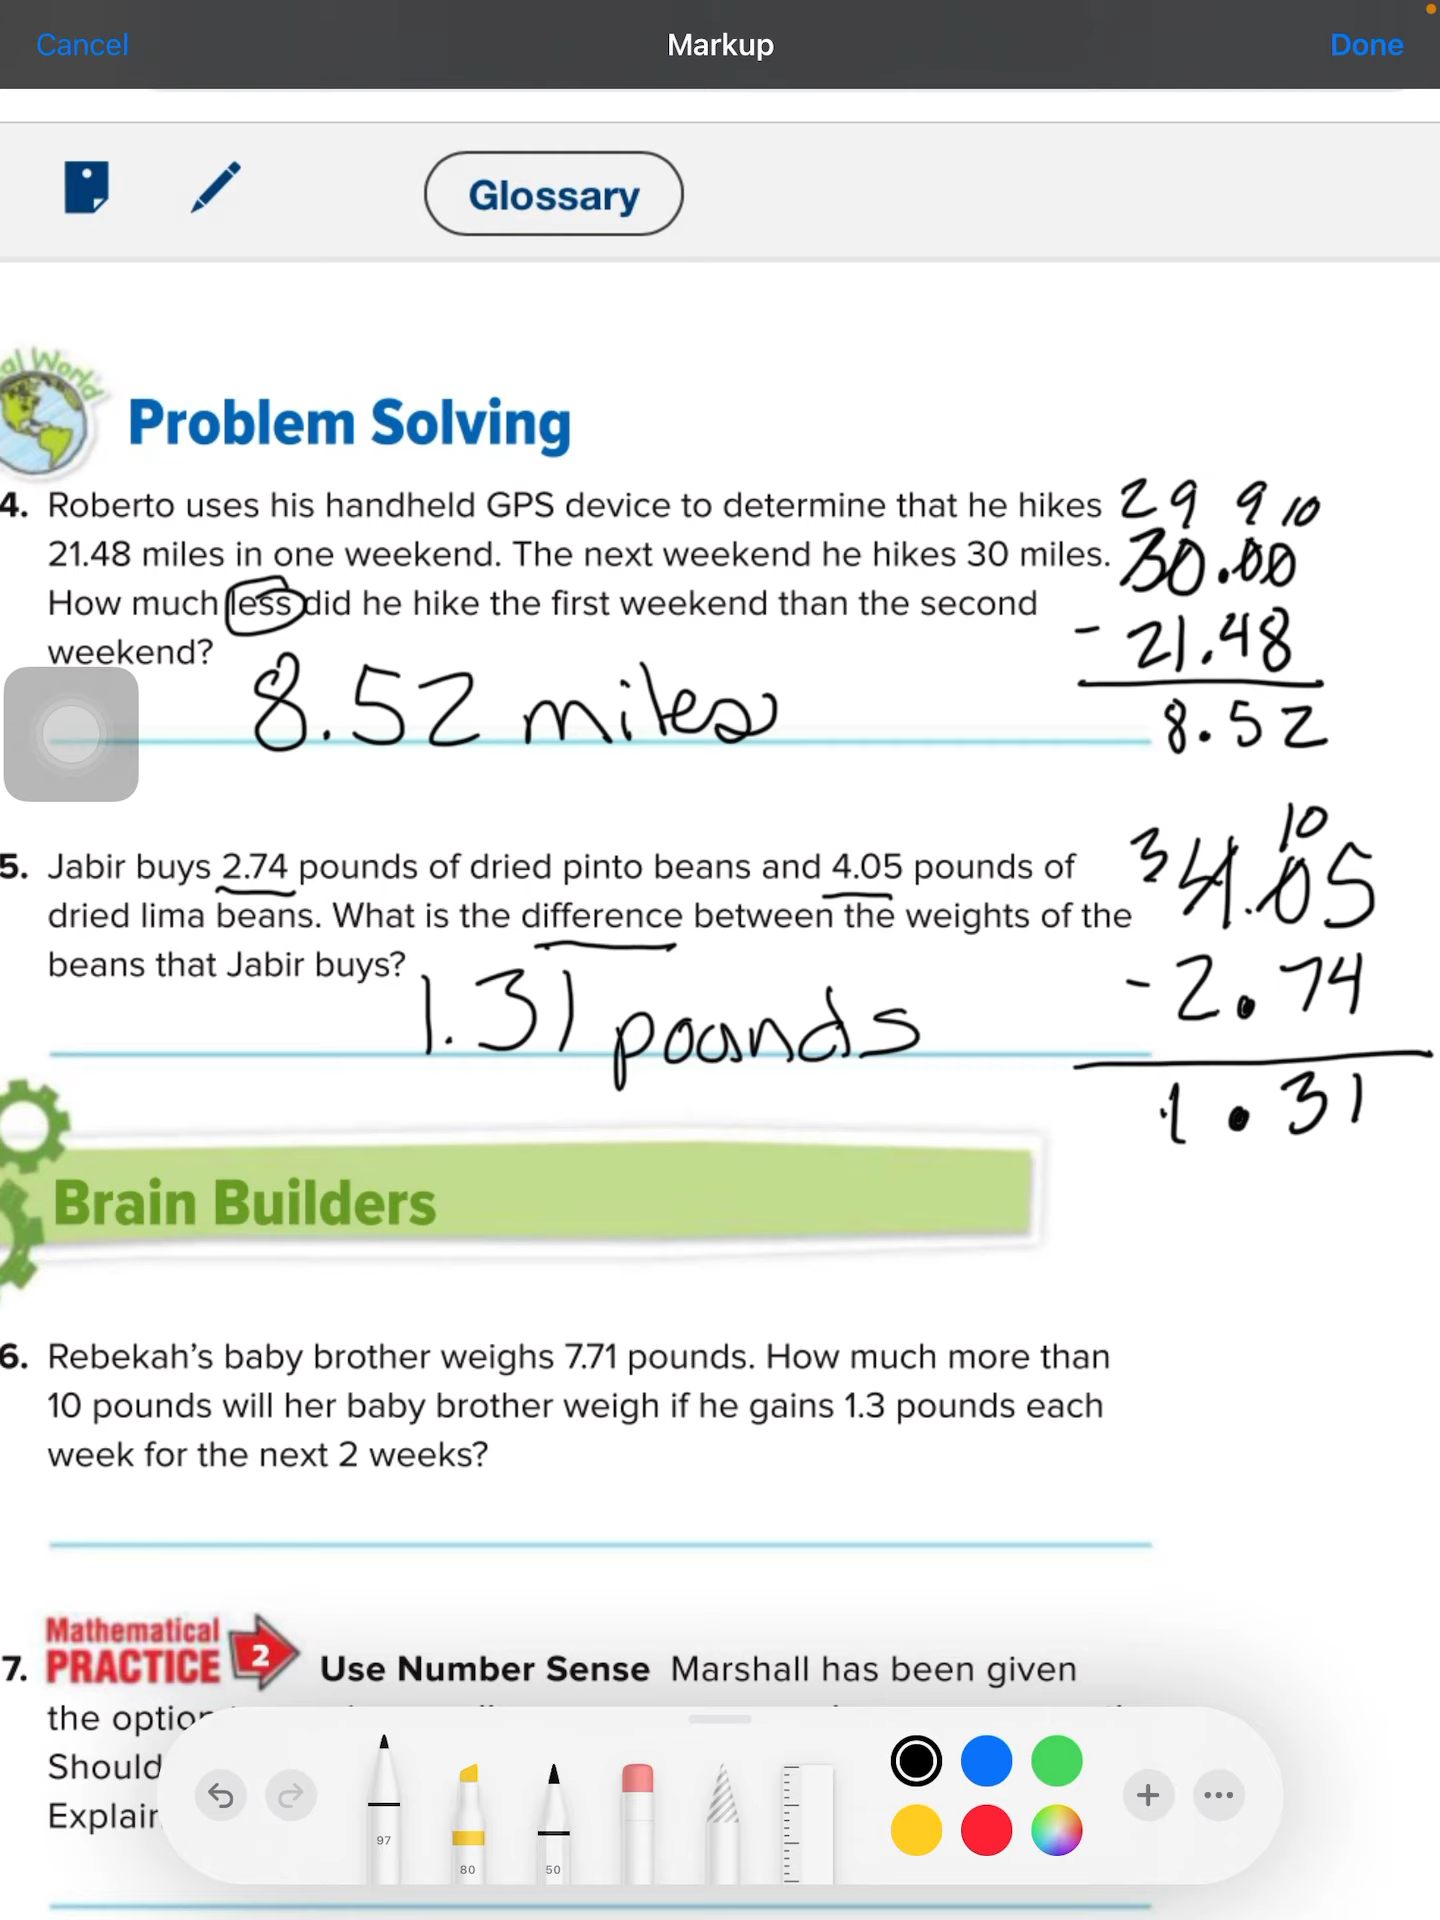 Cancel Markup Done
Glossary
al World
Problem Solving
4. Roberto uses his handheld GPS device to determine that he hikes
21.48 miles in one weekend. The next weekend he hikes 30 miles.
How much less did he hike the first weekend than the second
weekend?
8.52 miles
29 9 10
30.00
- 21.48
8.52
5. Jabir buys 2.74 pounds of dried pinto beans and 4.05 pounds of
dried lima beans. What is the difference between the weights of the
beans that Jabir buys?
1.31 pounds
3 10
4.05
- 2.74
1.31
Brain Builders
6. Rebekah's baby brother weighs 7.71 pounds. How much more than
10 pounds will her baby brother weigh if he gains 1.3 pounds each
week for the next 2 weeks?
Mathematical
7. PRACTICE 2 Use Number Sense Marshall has been given
the option
Should
Explain
97 80 50